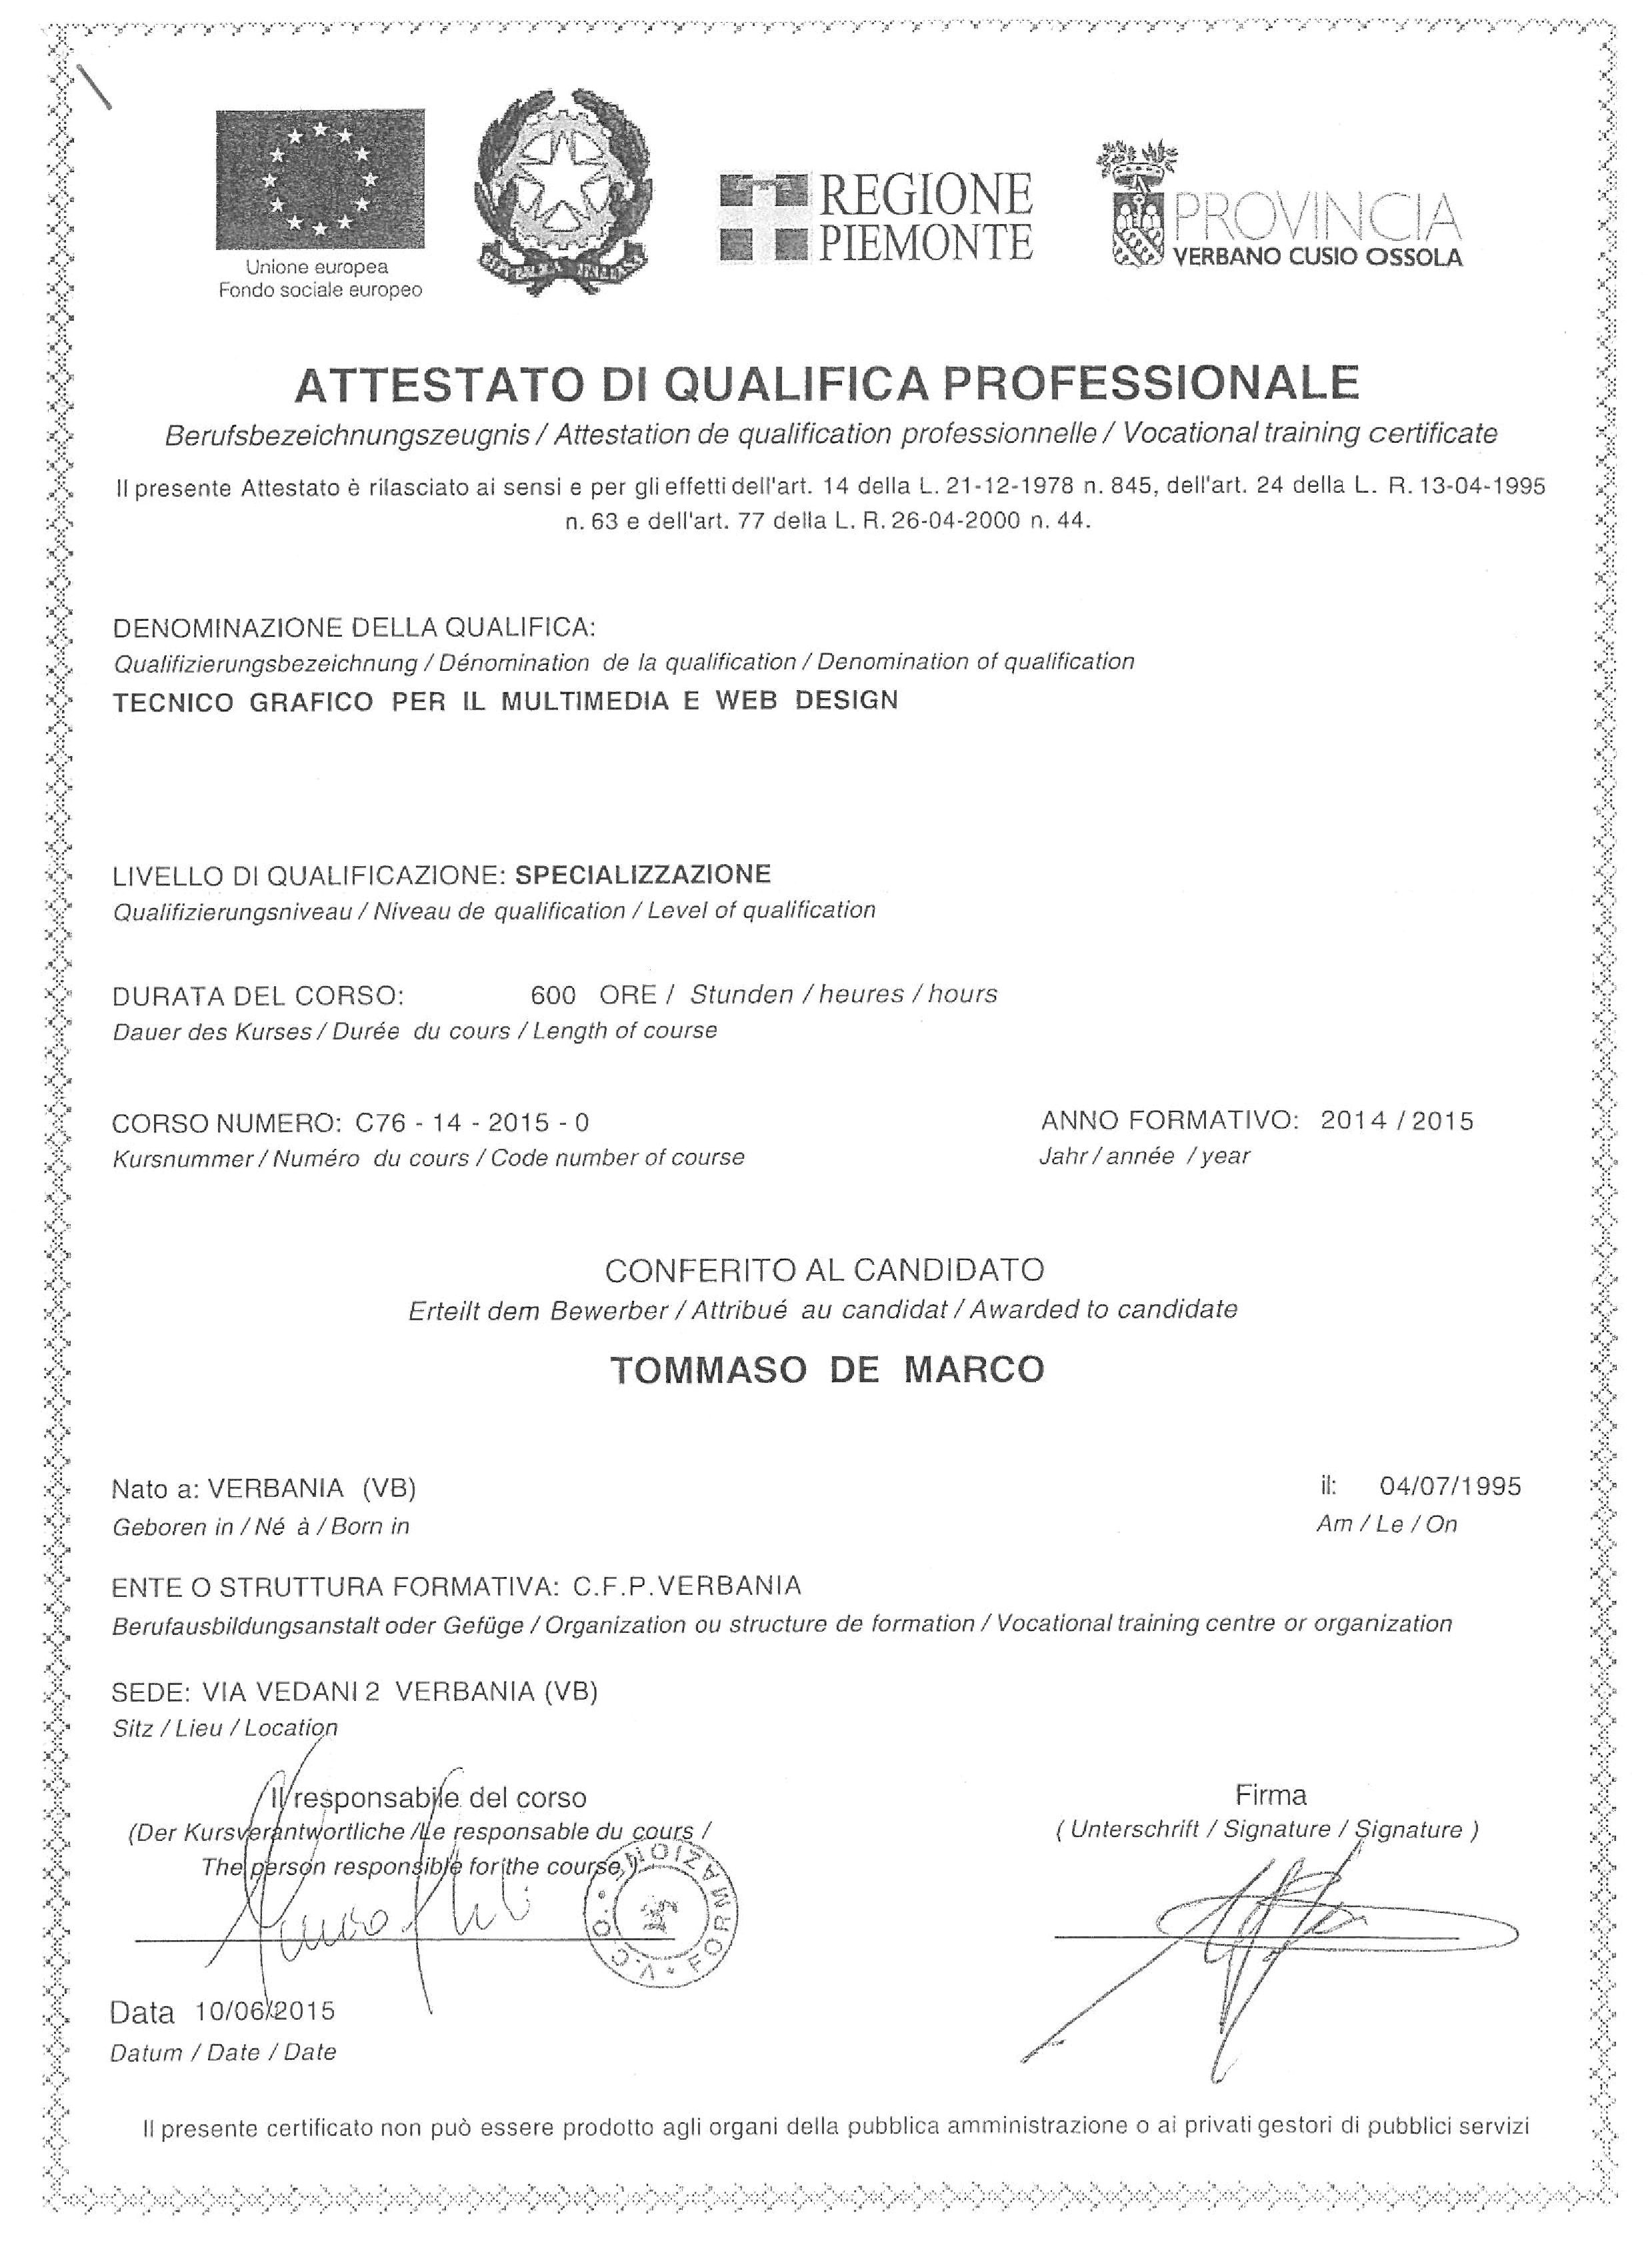 Unione europea
Fondo sociale europeo
REGIONE
PIEMONTE
PROVINCIA
VERBANO CUSIO OSSOLA
ATTESTATO DI QUALIFICA PROFESSIONALE
Berufsbezeichnungszeugnis / Attestation de qualification professionnelle / Vocational training certificate
Il presente Attestato è rilasciato ai sensi e per gli effetti dell'art. 14 della L. 21-12-1978 n. 845, dell'art. 24 della L. R. 13-04-1995
n. 63 e dell'art. 77 della L. R. 26-04-2000 n. 44.
DENOMINAZIONE DELLA QUALIFICA:
Qualifizierungsbezeichnung / Dénomination de la qualification / Denomination of qualification
TECNICO GRAFICO PER IL MULTIMEDIA E WEB DESIGN
LIVELLO DI QUALIFICAZIONE: SPECIALIZZAZIONE
Qualifizierungsniveau / Niveau de qualification / Level of qualification
DURATA DEL CORSO: 600 ORE / Stunden / heures / hours
Dauer des Kurses / Durée du cours / Length of course
CORSO NUMERO: C76 - 14 - 2015 - 0
Kursnummer / Numéro du cours / Code number of course
ANNO FORMATIVO: 2014 / 2015
Jahr / année / year
CONFERITO AL CANDIDATO
Erteilt dem Bewerber / Attribué au candidat / Awarded to candidate
TOMMASO DE MARCO
Nato a: VERBANIA (VB)
Geboren in / Né à / Born in
il: 04/07/1995
Am / Le / On
ENTE O STRUTTURA FORMATIVA: C.F.P.VERBANIA
Berufausbildungsanstalt oder Gefüge / Organization ou structure de formation / Vocational training centre or organization
SEDE: VIA VEDANI 2 VERBANIA (VB)
Sitz / Lieu / Location
Il responsabile del corso
(Der Kursverantwortliche /Le responsable du cours /
The person responsible for the course)
FORMAZIONE
V.C.O.
Firma
( Unterschrift / Signature / Signature )
Data 10/06/2015
Datum / Date / Date
Il presente certificato non può essere prodotto agli organi della pubblica amministrazione o ai privati gestori di pubblici servizi